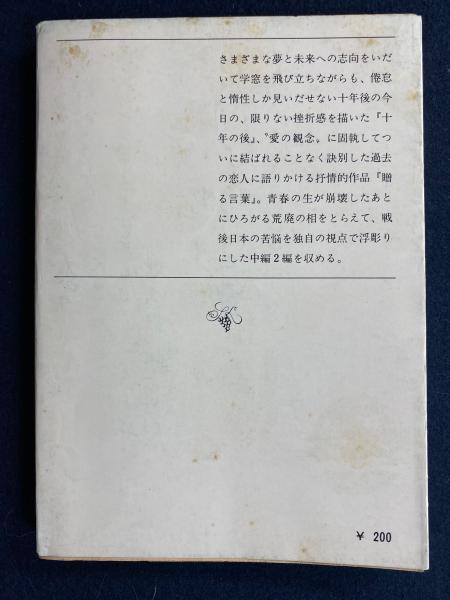 さまざまな夢と未来への志向をいだ
いて学窓を飛び立ちながらも、倦怠
と惰性しか見いだせない十年後の今
日の、限りない挫折感を描いた『十
年の後』、〝愛の観念〟に固執してつ
いに結ばれることなく訣別した過去
の恋人に語りかける抒情的作品『贈
る言葉』。青春の生が崩壊したあと
にひろがる荒廃の相をとらえて、戦
後日本の苦悩を独自の視点で浮彫り
にした中編2編を収める。
¥ 200